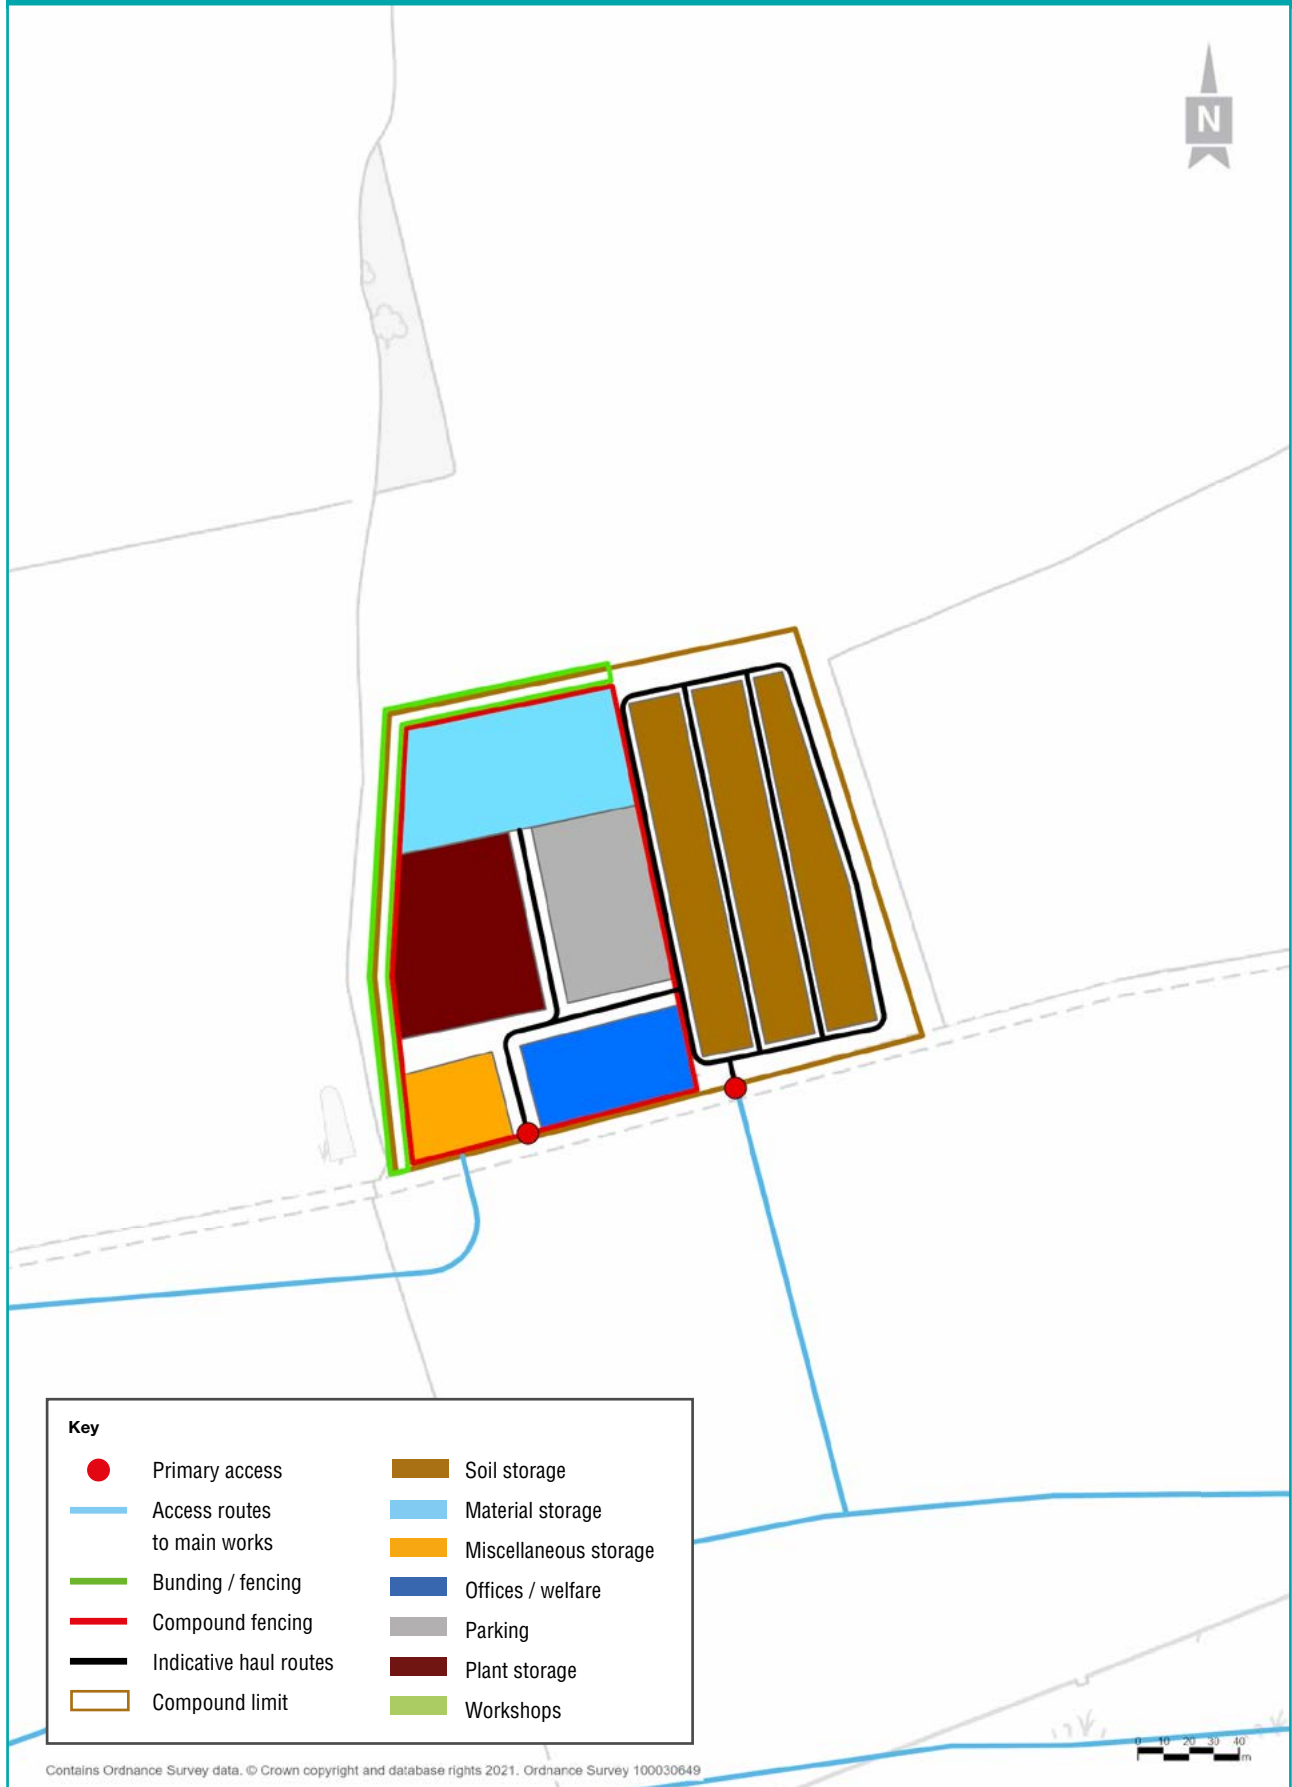 N
Key
Primary access
Access routes
to main works
Bunding / fencing
Compound fencing
Indicative haul routes
Compound limit
Soil storage
Material storage
Miscellaneous storage
Offices / welfare
Parking
Plant storage
Workshops
0 10 20 30 40
m
Contains Ordnance Survey data. © Crown copyright and database rights 2021. Ordnance Survey 100030649